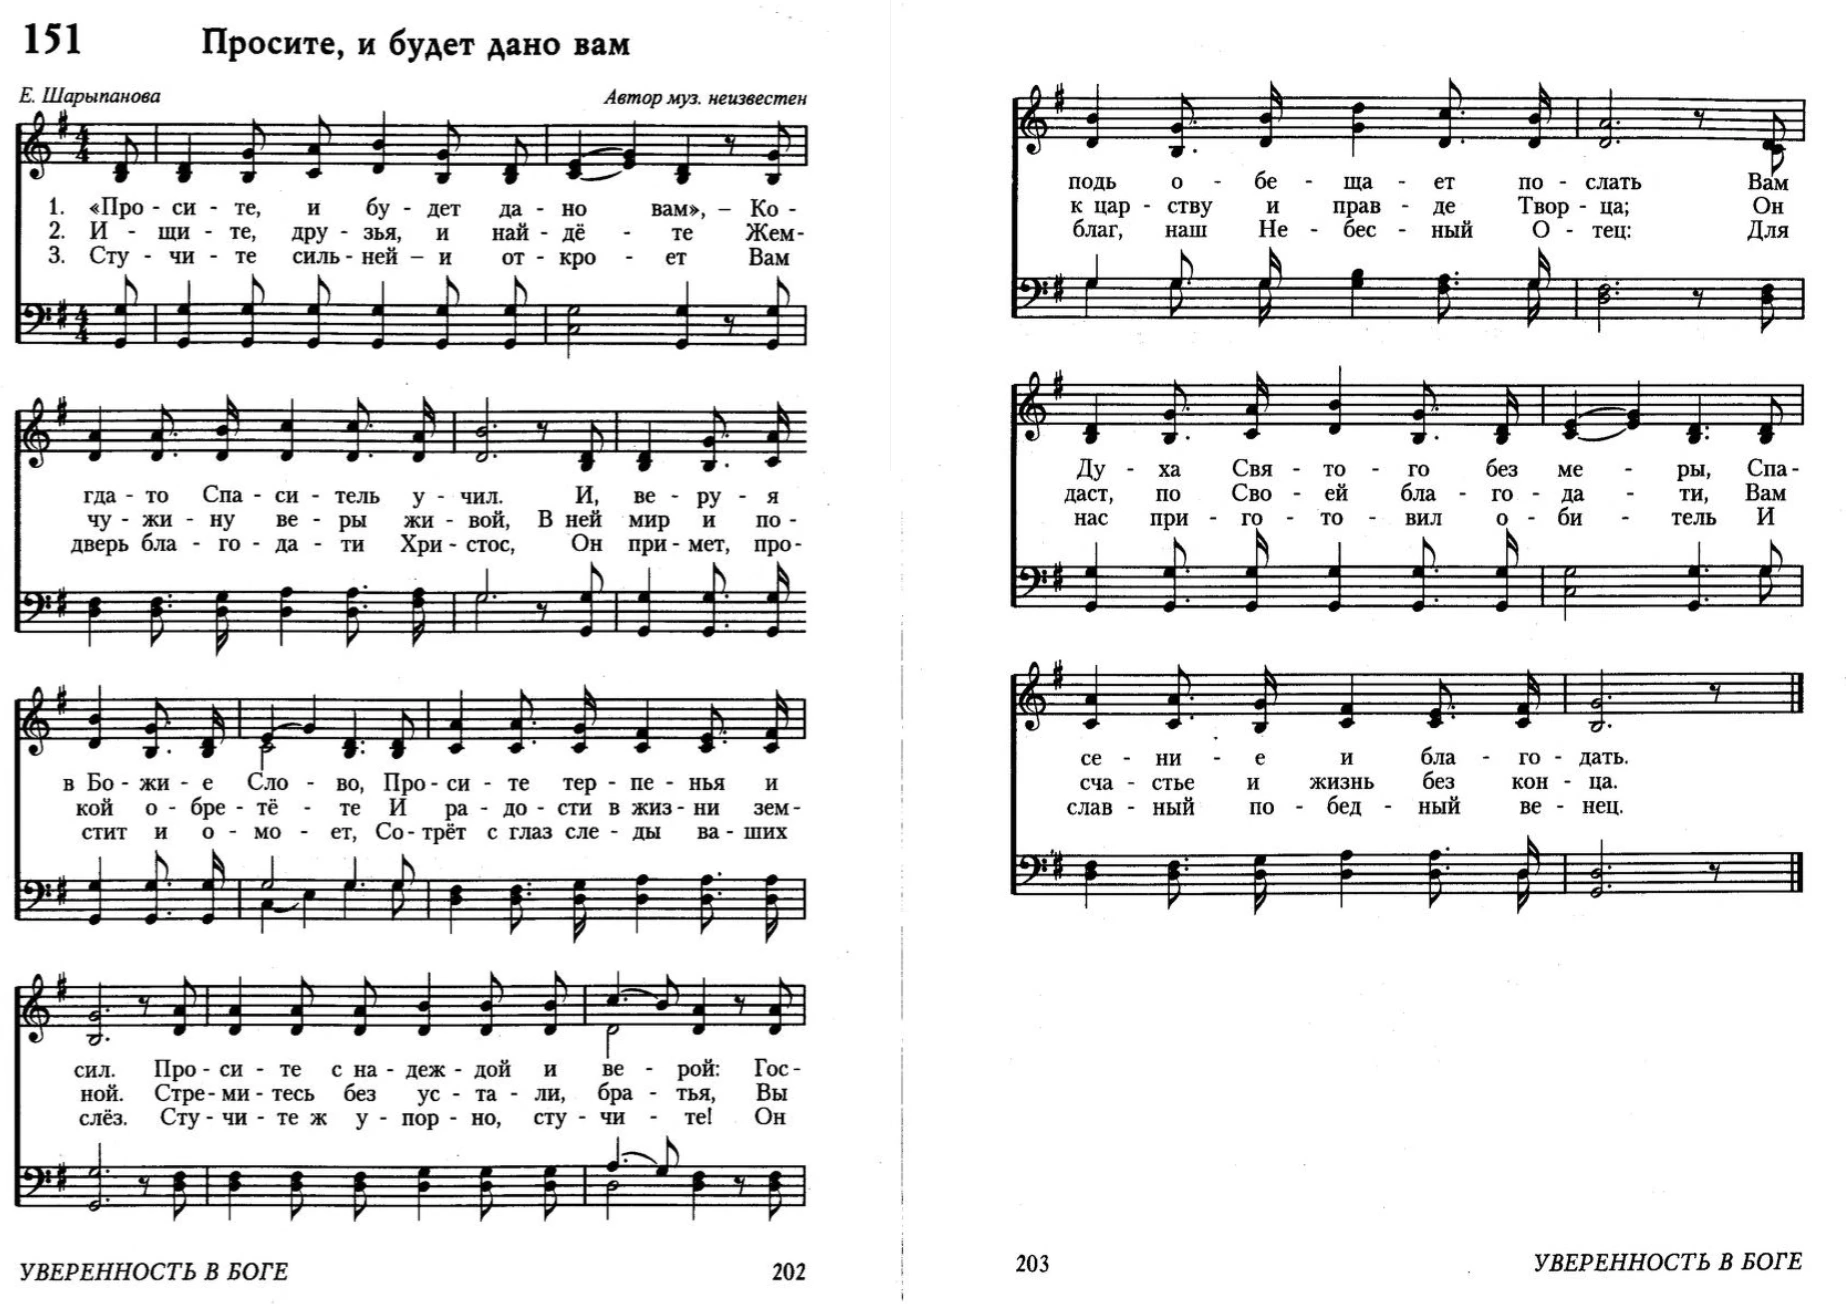 151 Просите, и будет дано вам
Е. Шарыпанова Автор муз. неизвестен
4
4
4
4
1. «Про - си - те, и бу - дет да - но вам», – Ко -
2. И - щи - те, дру - зья, и най - дё - те Жем-
3. Сту - чи - те силь - ней – и от - кро - ет Вам
гда - то Спа - си - тель у - чил. И, ве - ру - я
чу - жи - ну ве - ры жи - вой, В ней мир и по -
дверь бла - го - да - ти Хри - стос, Он при - мет, про -
в Бо - жи - е Сло - во, Про - си - те тер - пе - нья и
кой о - бре - тё - те И ра - до - сти в жиз - ни зем -
стит и о - мо - ет, Со - трёт с глаз сле - ды ва - ших
сил. Про - си - те с на - деж - дой и ве - рой: Гос -
ной. Стре - ми - тесь без ус - та - ли, бра - тья, Вы
слёз. Сту - чи - те ж у - пор - но, сту - чи - те! Он
УВЕРЕННОСТЬ В БОГЕ 202
подь о - бе - ща - ет по - слать Вам
к цар - ству и прав - де Твор - ца; Он
благ, наш Не - бес - ный О - тец: Для
Ду - ха Свя - то - го без ме - ры, Спа -
даст, по Сво - ей бла - го - да - ти, Вам
нас при - го - то - вил о - би - тель И
се - ни - е и бла - го - дать.
сча - стье и жизнь без кон - ца.
слав - ный по - бед - ный ве - нец.
203 УВЕРЕННОСТЬ В БОГЕ